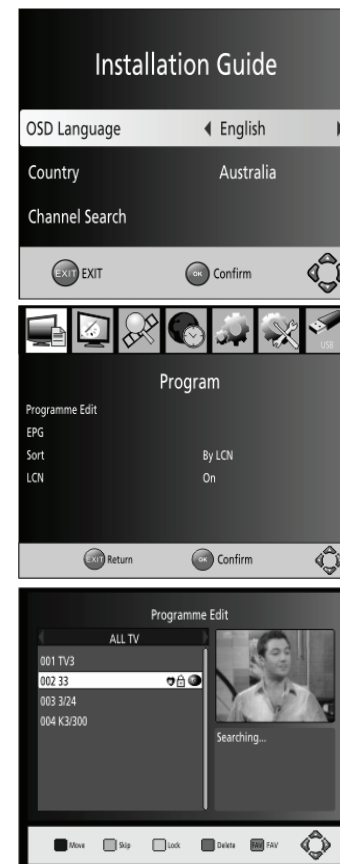 Installation Guide
OSD Language English
Country Australia
Channel Search
EXIT EXIT OK Confirm
USB
Program
Programme Edit
EPG
Sort By LCN
LCN On
EXIT Return OK Confirm
Programme Edit
ALL TV
001 TV3
002 33
003 3/24
004 K3/300
Searching...
Move Skip Lock Delete FAV FAV